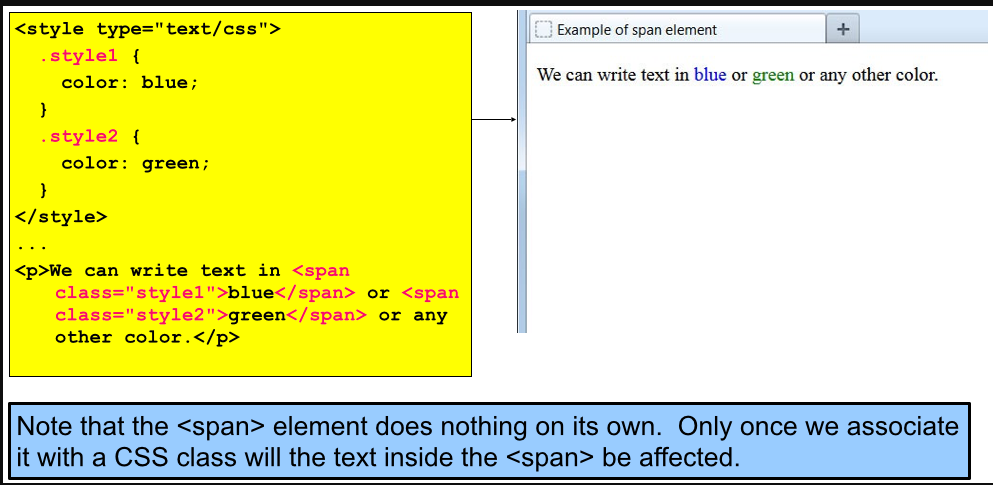 <style type="text/css">
.style1 {
color: blue;
}
.style2 {
color: green;
}
</style>
...
<p>We can write text in <span
class="style1">blue</span> or <span
class="style2">green</span> or any
other color.</p>
Example of span element
+
We can write text in blue or green or any other color.
Note that the <span> element does nothing on its own.  Only once we associate
it with a CSS class will the text inside the <span> be affected.